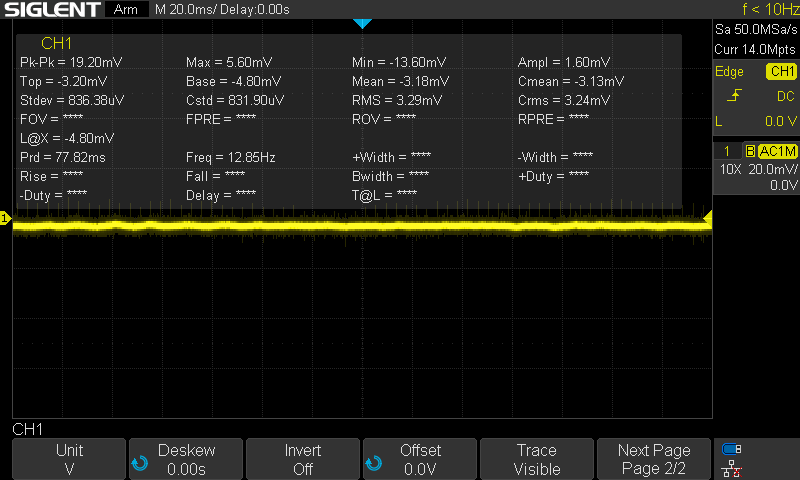 SIGLENT Arm M 20.0ms/ Delay:0.00s f < 10Hz
Sa 50.0MSa/s
Curr 14.0Mpts
CH1
Pk-Pk = 19.20mV Max = 5.60mV Min = -13.60mV Ampl = 1.60mV
Top = -3.20mV Base = -4.80mV Mean = -3.18mV Cmean = -3.13mV
Stdev = 836.38uV Cstd = 831.90uV RMS = 3.29mV Crms = 3.24mV
FOV = **** FPRE = **** ROV = **** RPRE = ****
L@X = -4.80mV
Prd = 77.82ms Freq = 12.85Hz +Width = **** -Width = ****
Rise = **** Fall = **** Bwidth = **** +Duty = ****
-Duty = **** Delay = **** T@L = ****
Edge CH1
DC
L 0.0 V
1 B AC1M
10X 20.0mV/
0.0V
1
CH1
Unit
V
Deskew
0.00s
Invert
Off
Offset
0.0V
Trace
Visible
Next Page
Page 2/2